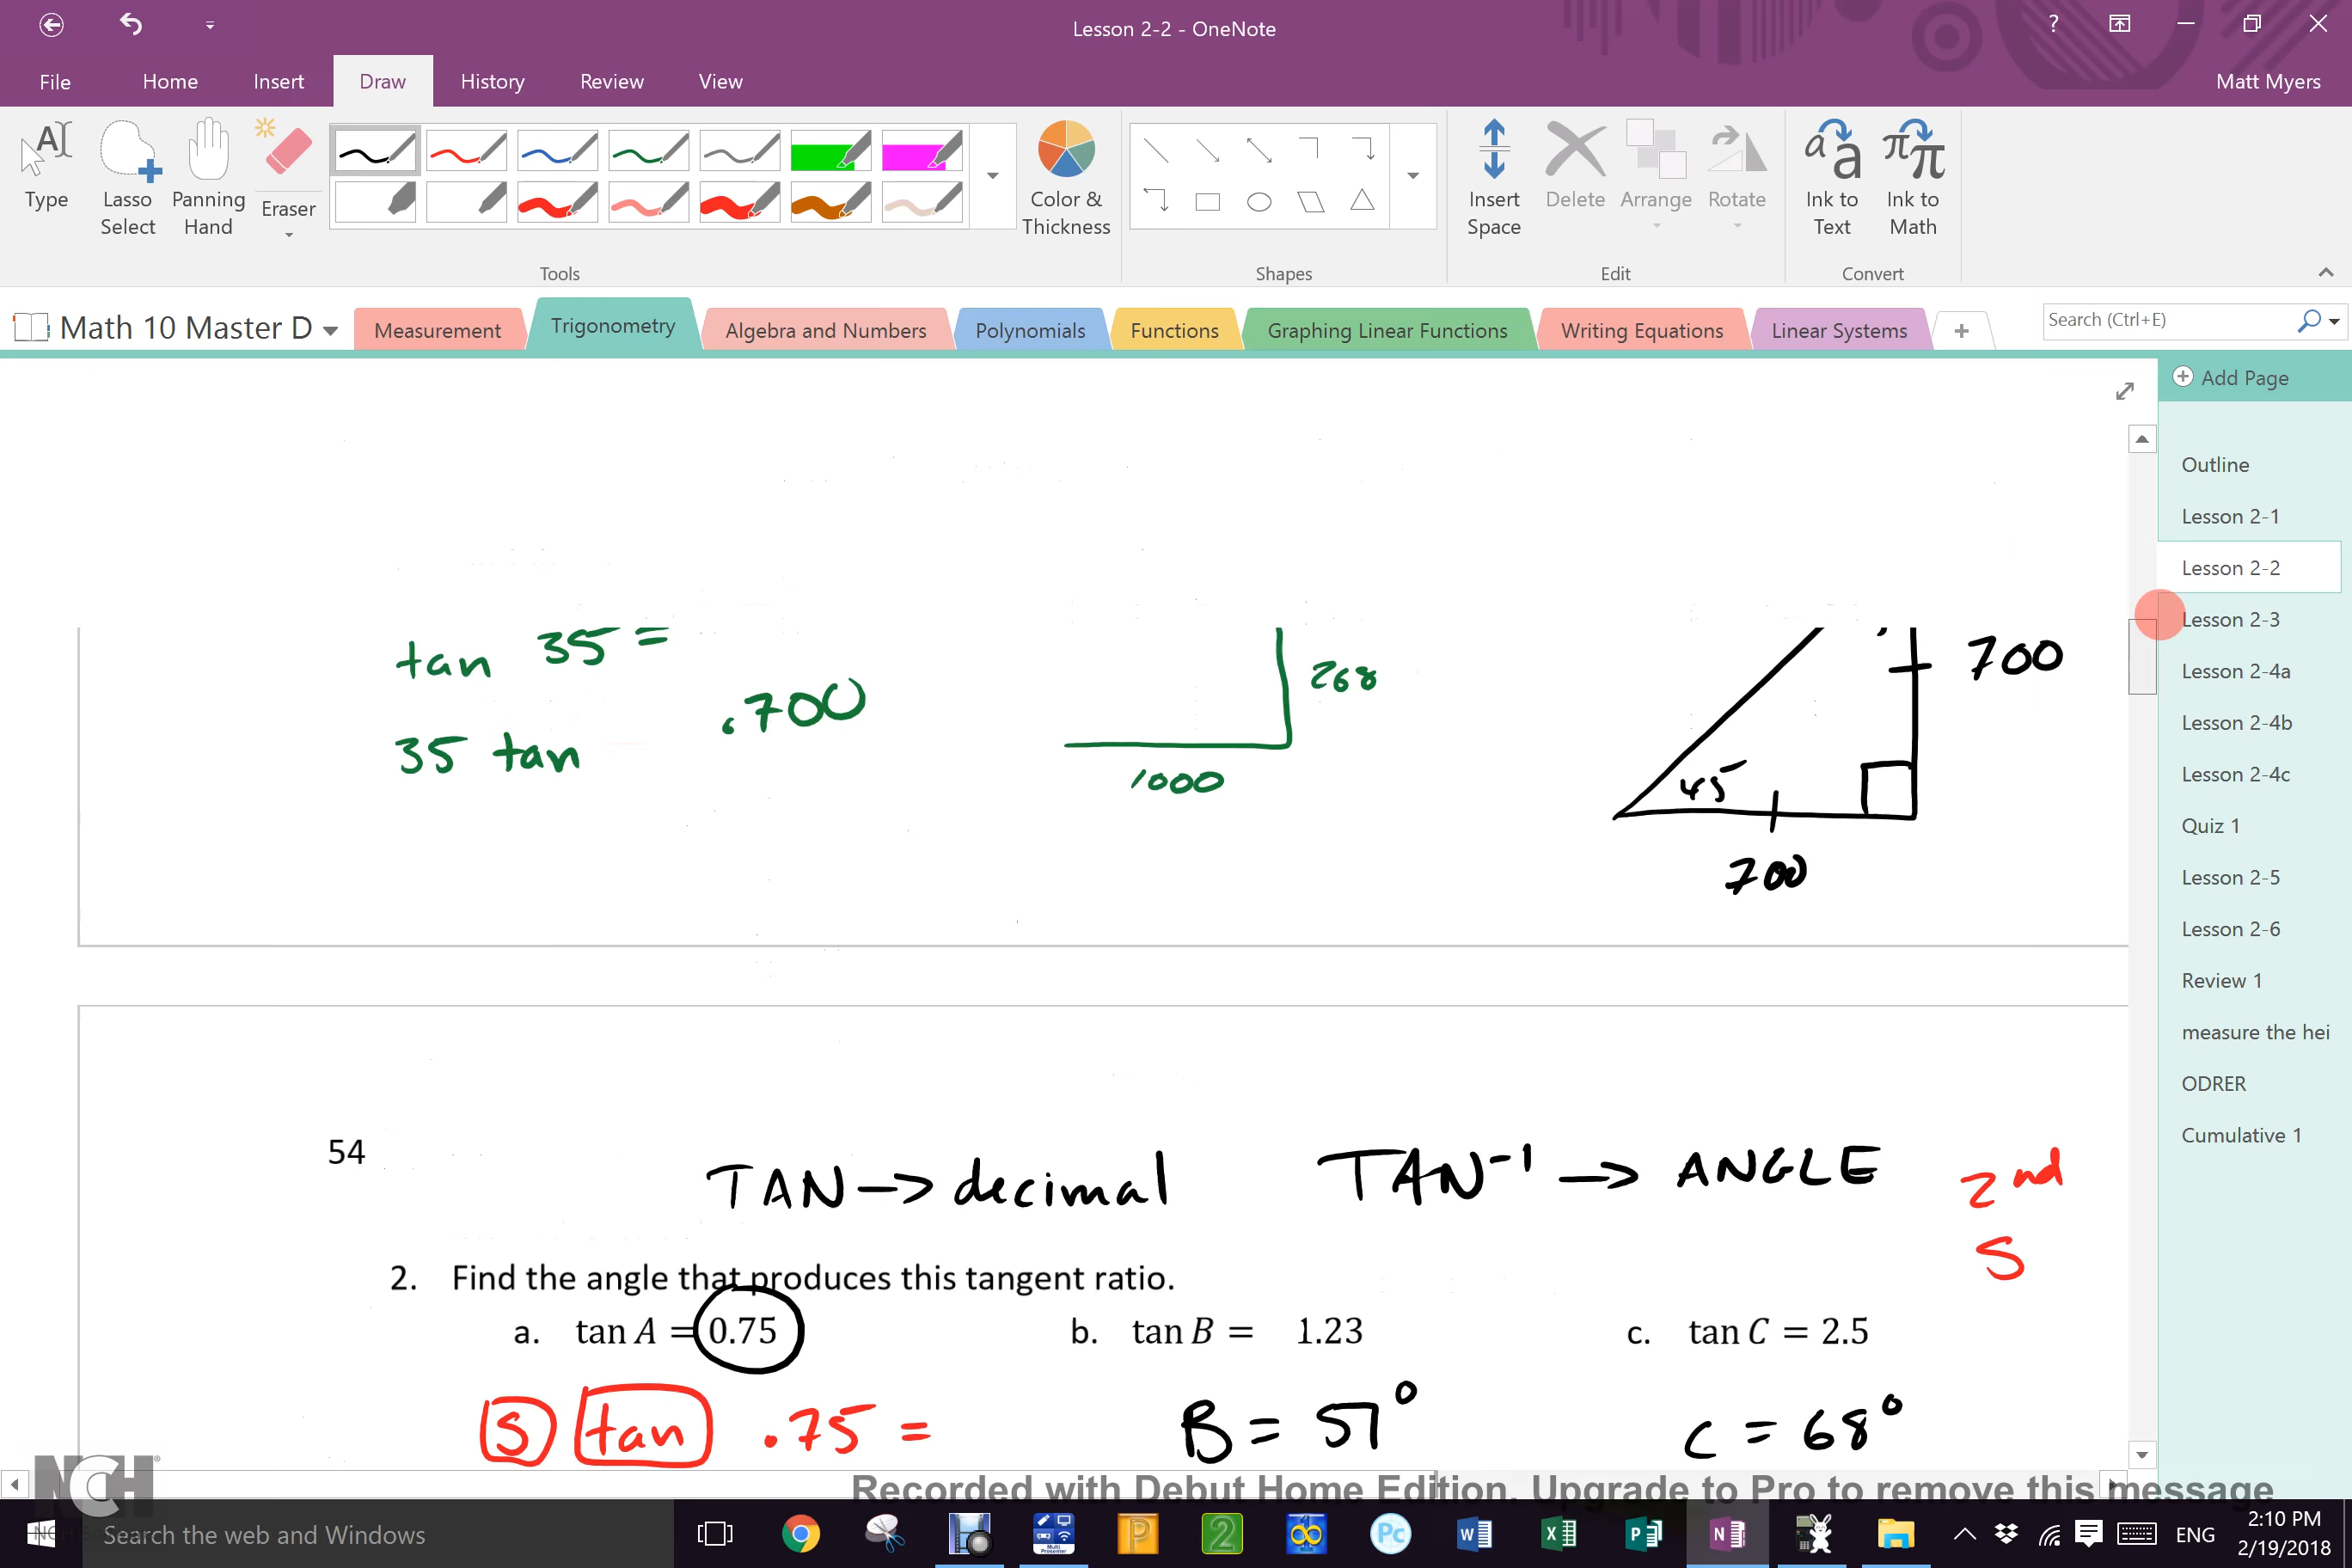 Lesson 2-2 - OneNote
?
File Home Insert Draw History Review View Matt Myers
Type
Lasso Select
Panning Hand
Eraser
Color & Thickness
Insert Space
Delete
Arrange
Rotate
Ink to Text
Ink to Math
Tools Shapes Edit Convert
Math 10 Master D Measurement Trigonometry Algebra and Numbers Polynomials Functions Graphing Linear Functions Writing Equations Linear Systems + Search (Ctrl+E)
Add Page
Outline
Lesson 2-1
Lesson 2-2
Lesson 2-3
Lesson 2-4a
Lesson 2-4b
Lesson 2-4c
Quiz 1
Lesson 2-5
Lesson 2-6
Review 1
measure the hei
ODRER
Cumulative 1
tan 35 =
.700
35 tan
268
1000
700
45
700
54
TAN → decimal TAN⁻¹ → ANGLE 2nd
S
2. Find the angle that produces this tangent ratio.
a. tan A = 0.75 b. tan B = 1.23 c. tan C = 2.5
S tan .75 = B = 51° C = 68°
NCH
Recorded with Debut Home Edition. Upgrade to Pro to remove this message
Search the web and Windows
ENG
2:10 PM
2/19/2018